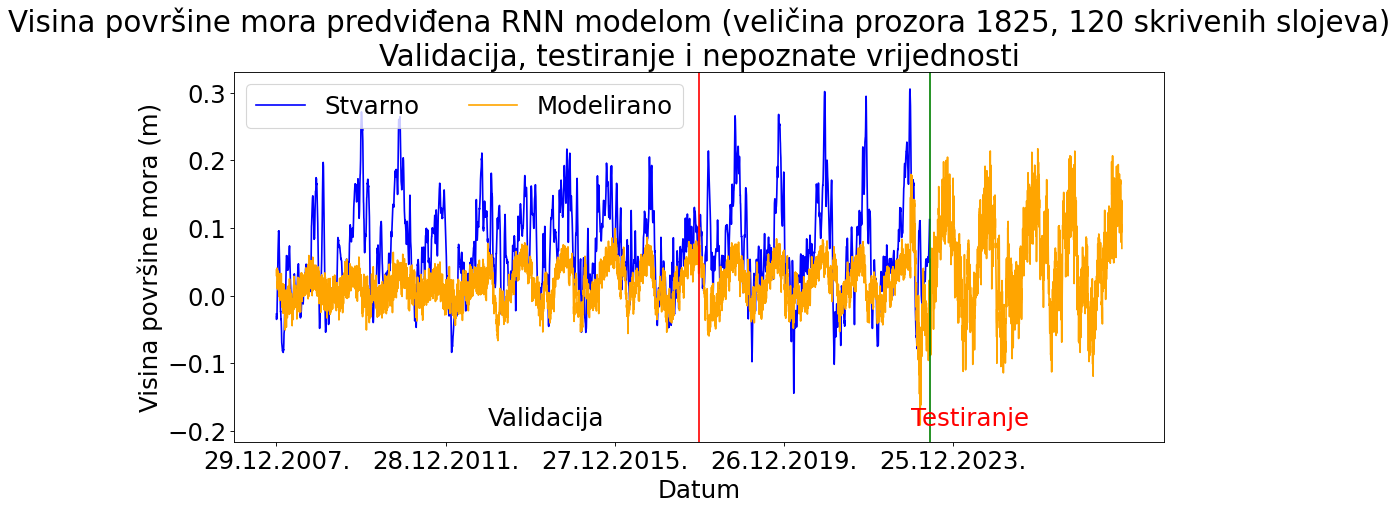 Visina površine mora predviđena RNN modelom (veličina prozora 1825, 120 skrivenih slojeva)
Validacija, testiranje i nepoznate vrijednosti
Stvarno
Modelirano
Visina površine mora (m)
0.3
0.2
0.1
0.0
−0.1
−0.2
Validacija
Testiranje
29.12.2007.
28.12.2011.
27.12.2015.
26.12.2019.
25.12.2023.
Datum